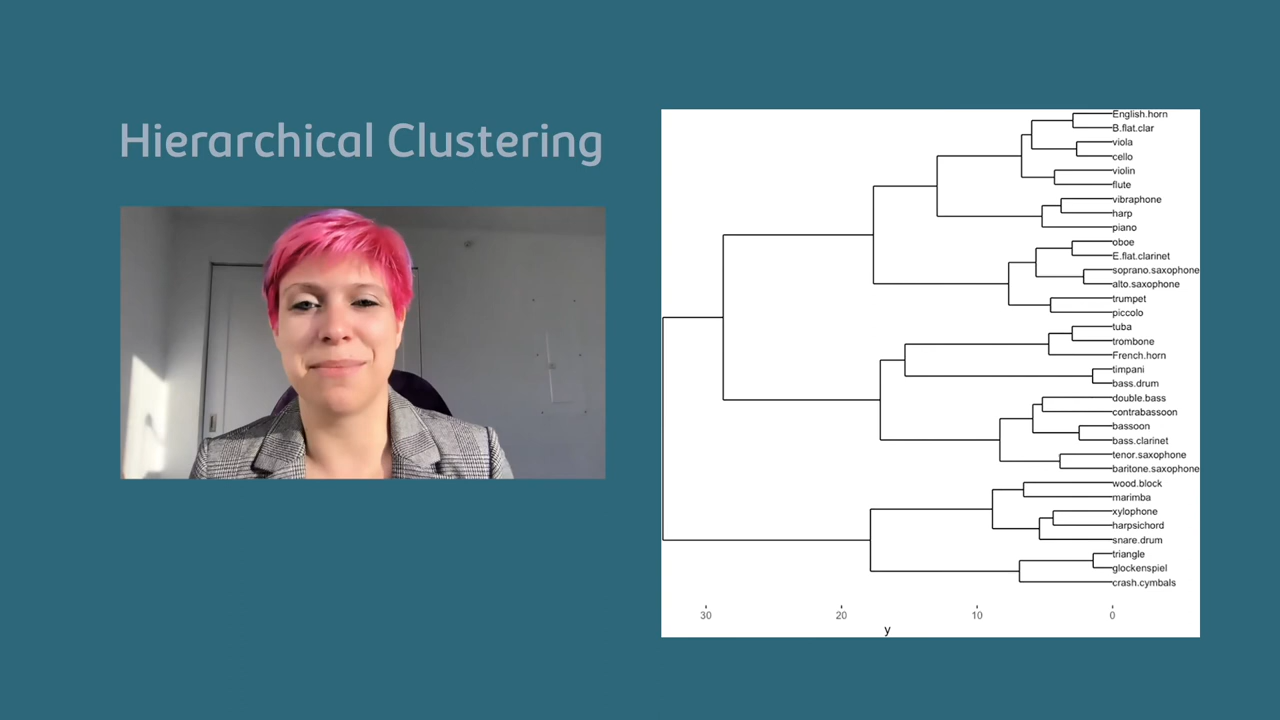 Hierarchical Clustering
English.horn
B.flat.clar
viola
cello
violin
flute
vibraphone
harp
piano
oboe
E.flat.clarinet
soprano.saxophone
alto.saxophone
trumpet
piccolo
tuba
trombone
French.horn
timpani
bass.drum
double.bass
contrabassoon
bassoon
bass.clarinet
tenor.saxophone
baritone.saxophone
wood.block
marimba
xylophone
harpsichord
snare.drum
triangle
glockenspiel
crash.cymbals
30 20 10 0
y